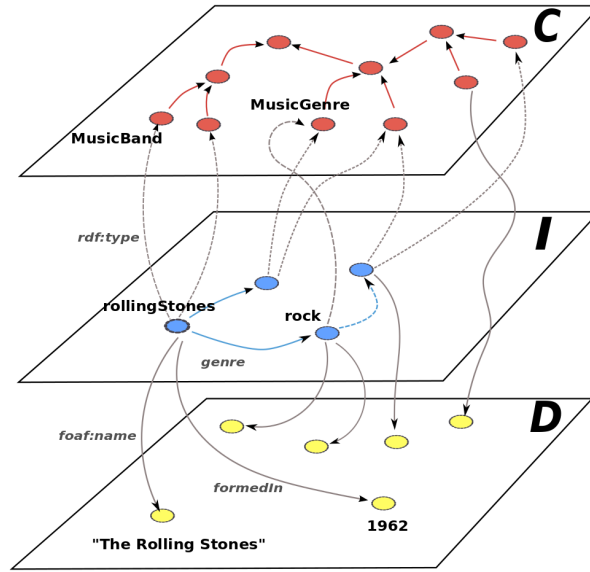 C
MusicGenre
MusicBand
rdf:type
I
rollingStones
rock
genre
D
foaf:name
formedIn
1962
"The Rolling Stones"